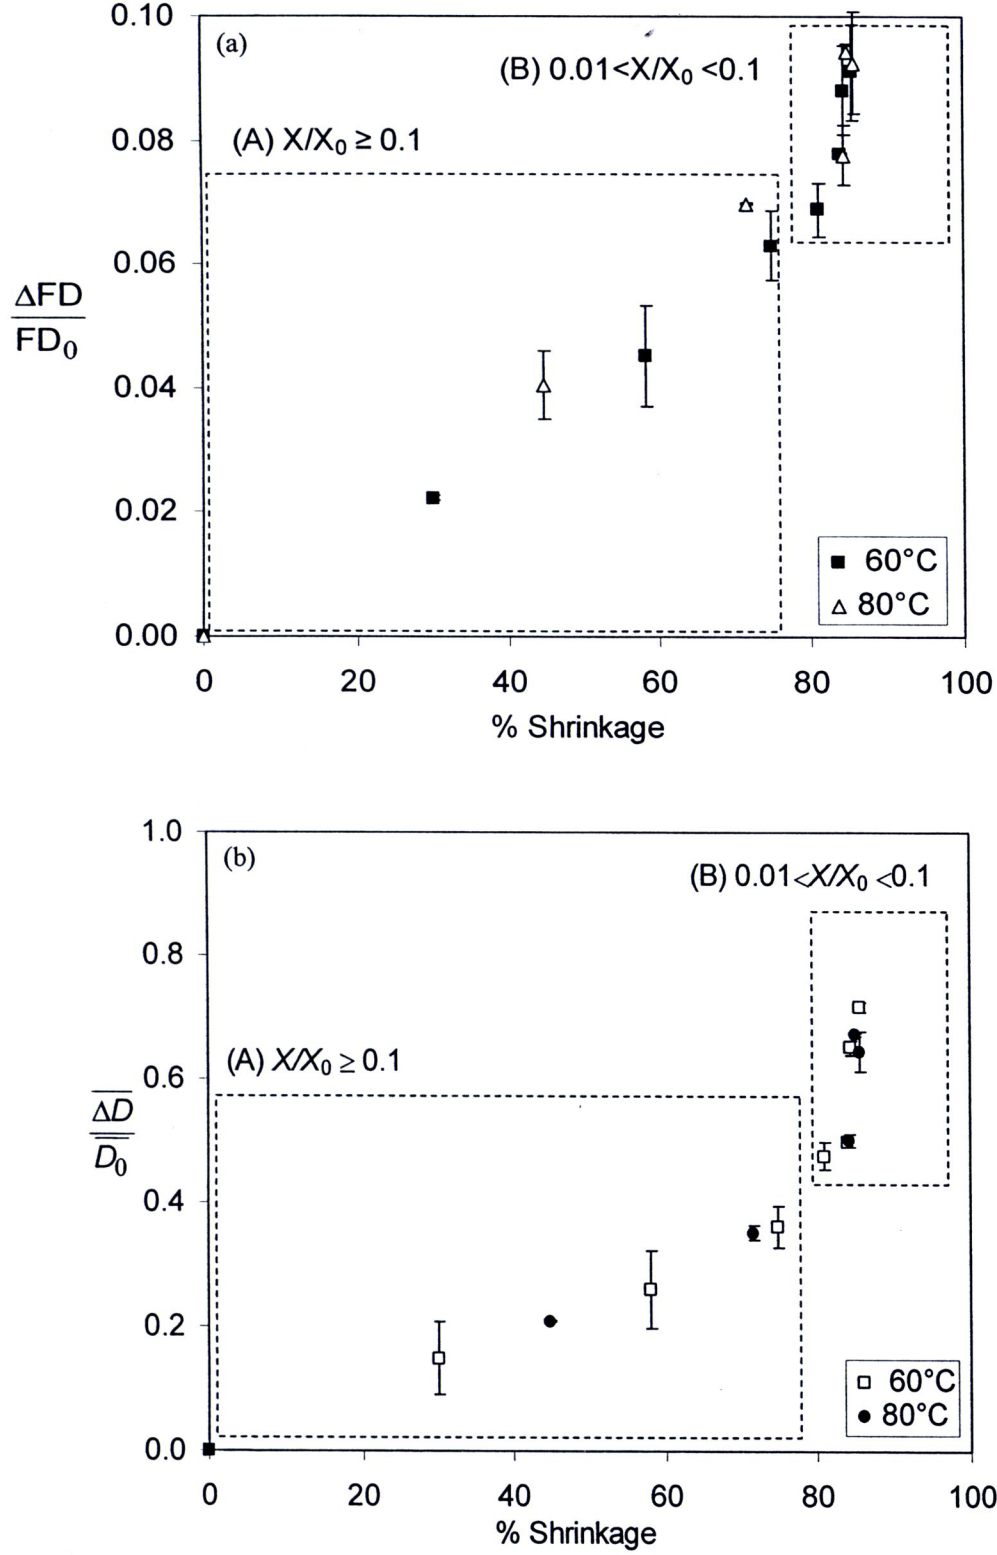 0.10
(a)
(B) 0.01<X/X₀ <0.1
0.08
(A) X/X₀ ≥ 0.1
0.06
ΔFD
FD₀
0.04
0.02
60°C
80°C
0.00
0 20 40 60 80 100
% Shrinkage
1.0
(b)
(B) 0.01<X/X₀ <0.1
0.8
(A) X/X₀ ≥ 0.1
0.6
ΔD
D₀
0.4
0.2
60°C
80°C
0.0
0 20 40 60 80 100
% Shrinkage